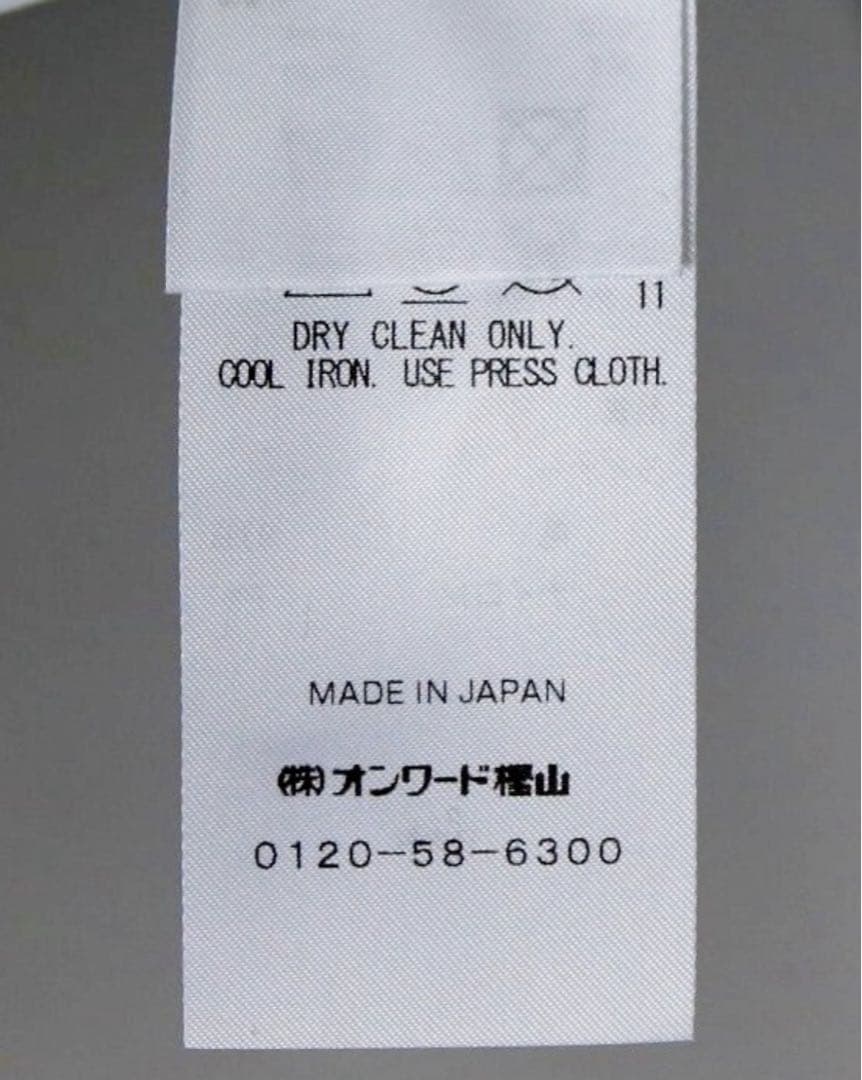 11
DRY CLEAN ONLY.
COOL IRON. USE PRESS CLOTH.
MADE IN JAPAN
㈱オンワード樫山
0120-58-6300